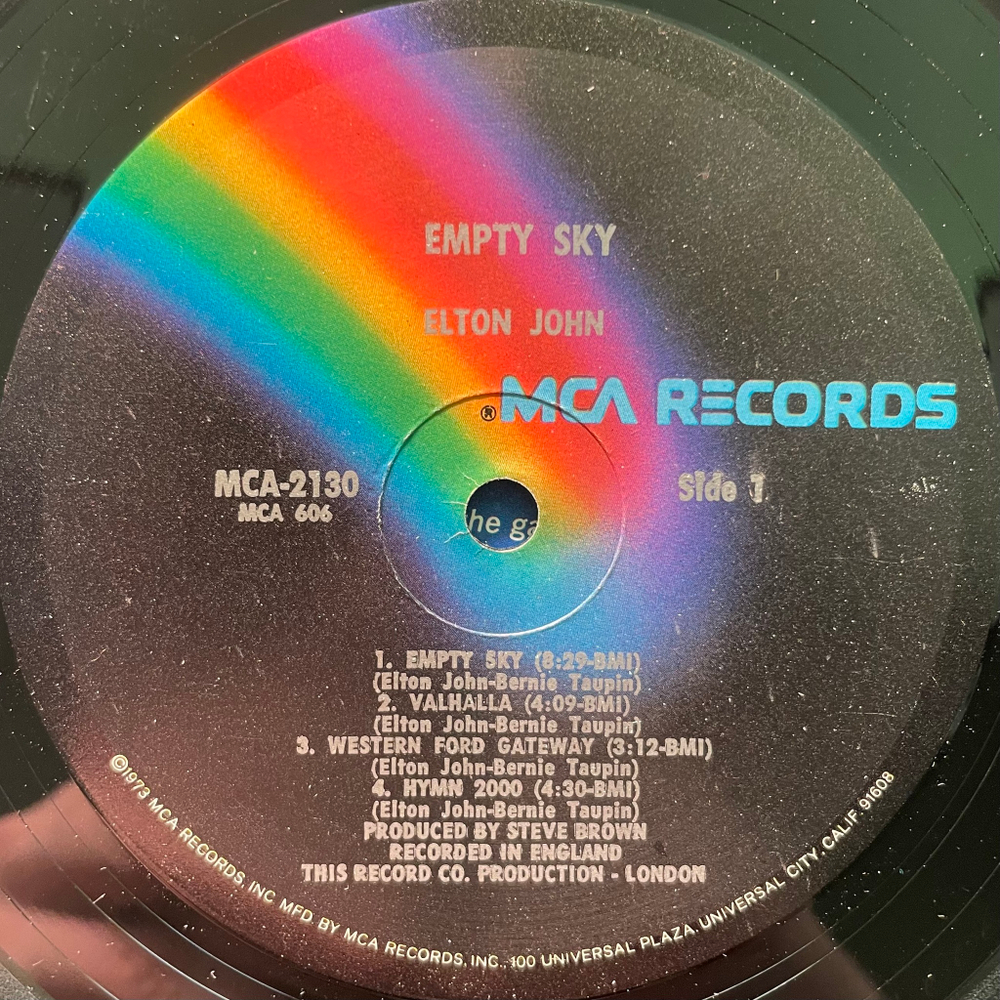 EMPTY SKY
ELTON JOHN
®MCA RECORDS
MCA-2130
MCA 606
Side 1
he ga
1. EMPTY SKY (8:29-BMI)
(Elton John-Bernie Taupin)
2. VALHALLA (4:09-BMI)
(Elton John-Bernie Taupin)
3. WESTERN FORD GATEWAY (3:12-BMI)
(Elton John-Bernie Taupin)
4. HYMN 2000 (4:30-BMI)
(Elton John-Bernie Taupin)
PRODUCED BY STEVE BROWN
RECORDED IN ENGLAND
THIS RECORD CO. PRODUCTION - LONDON
©1973 MCA RECORDS, INC MFD BY MCA RECORDS, INC., 100 UNIVERSAL PLAZA, UNIVERSAL CITY, CALIF 91608